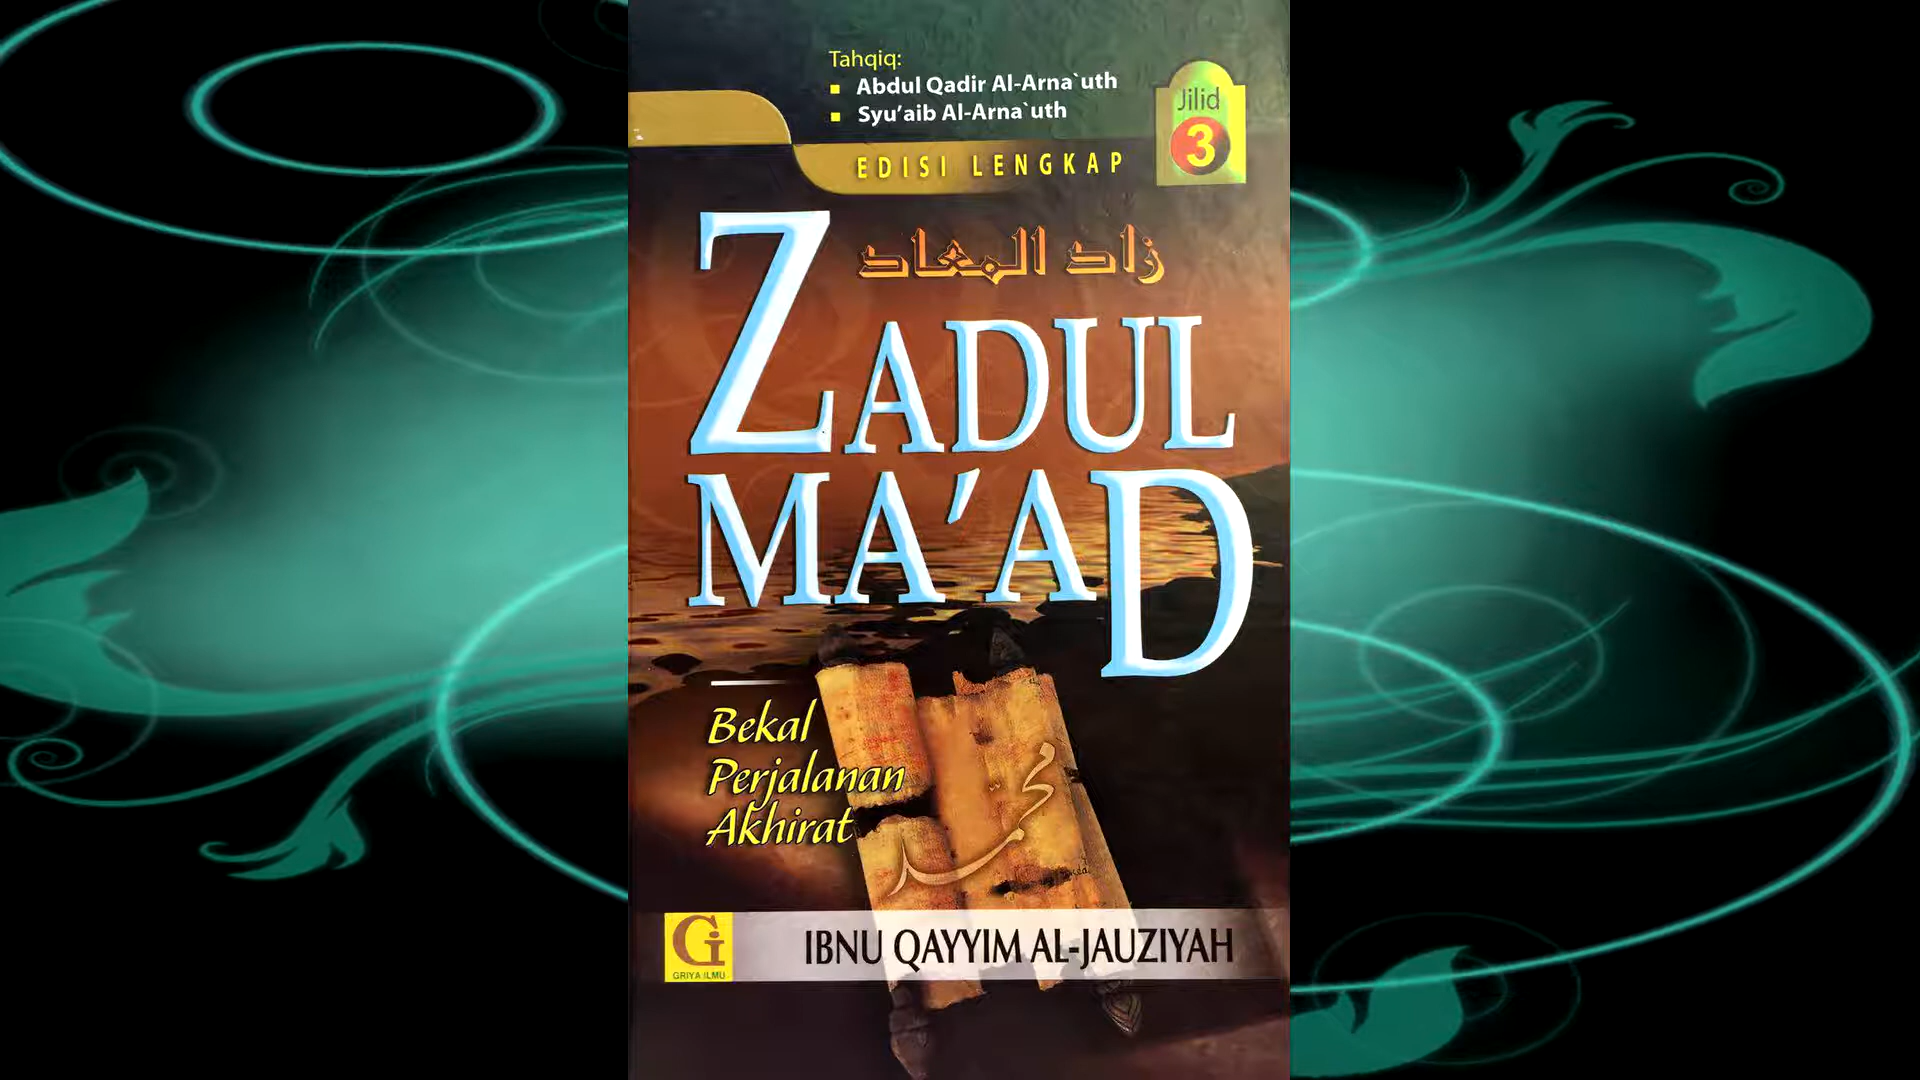 Tahqiq:
Abdul Qadir Al-Arna`uth
Syu'aib Al-Arna`uth
Jilid
3
EDISI LENGKAP
زاد المعاد
ZADUL
MA'AD
Bekal
Perjalanan
Akhirat
محمد
Gi
GRIYA ILMU
IBNU QAYYIM AL-JAUZIYAH